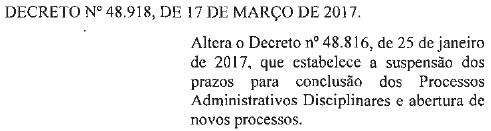 DECRETO Nº 48.918, DE 17 DE MARÇO DE 2017.
Altera o Decreto nº 48.816, de 25 de janeiro
de 2017, que estabelece a suspensão dos
prazos para conclusão dos Processos
Administrativos Disciplinares e abertura de
novos processos.